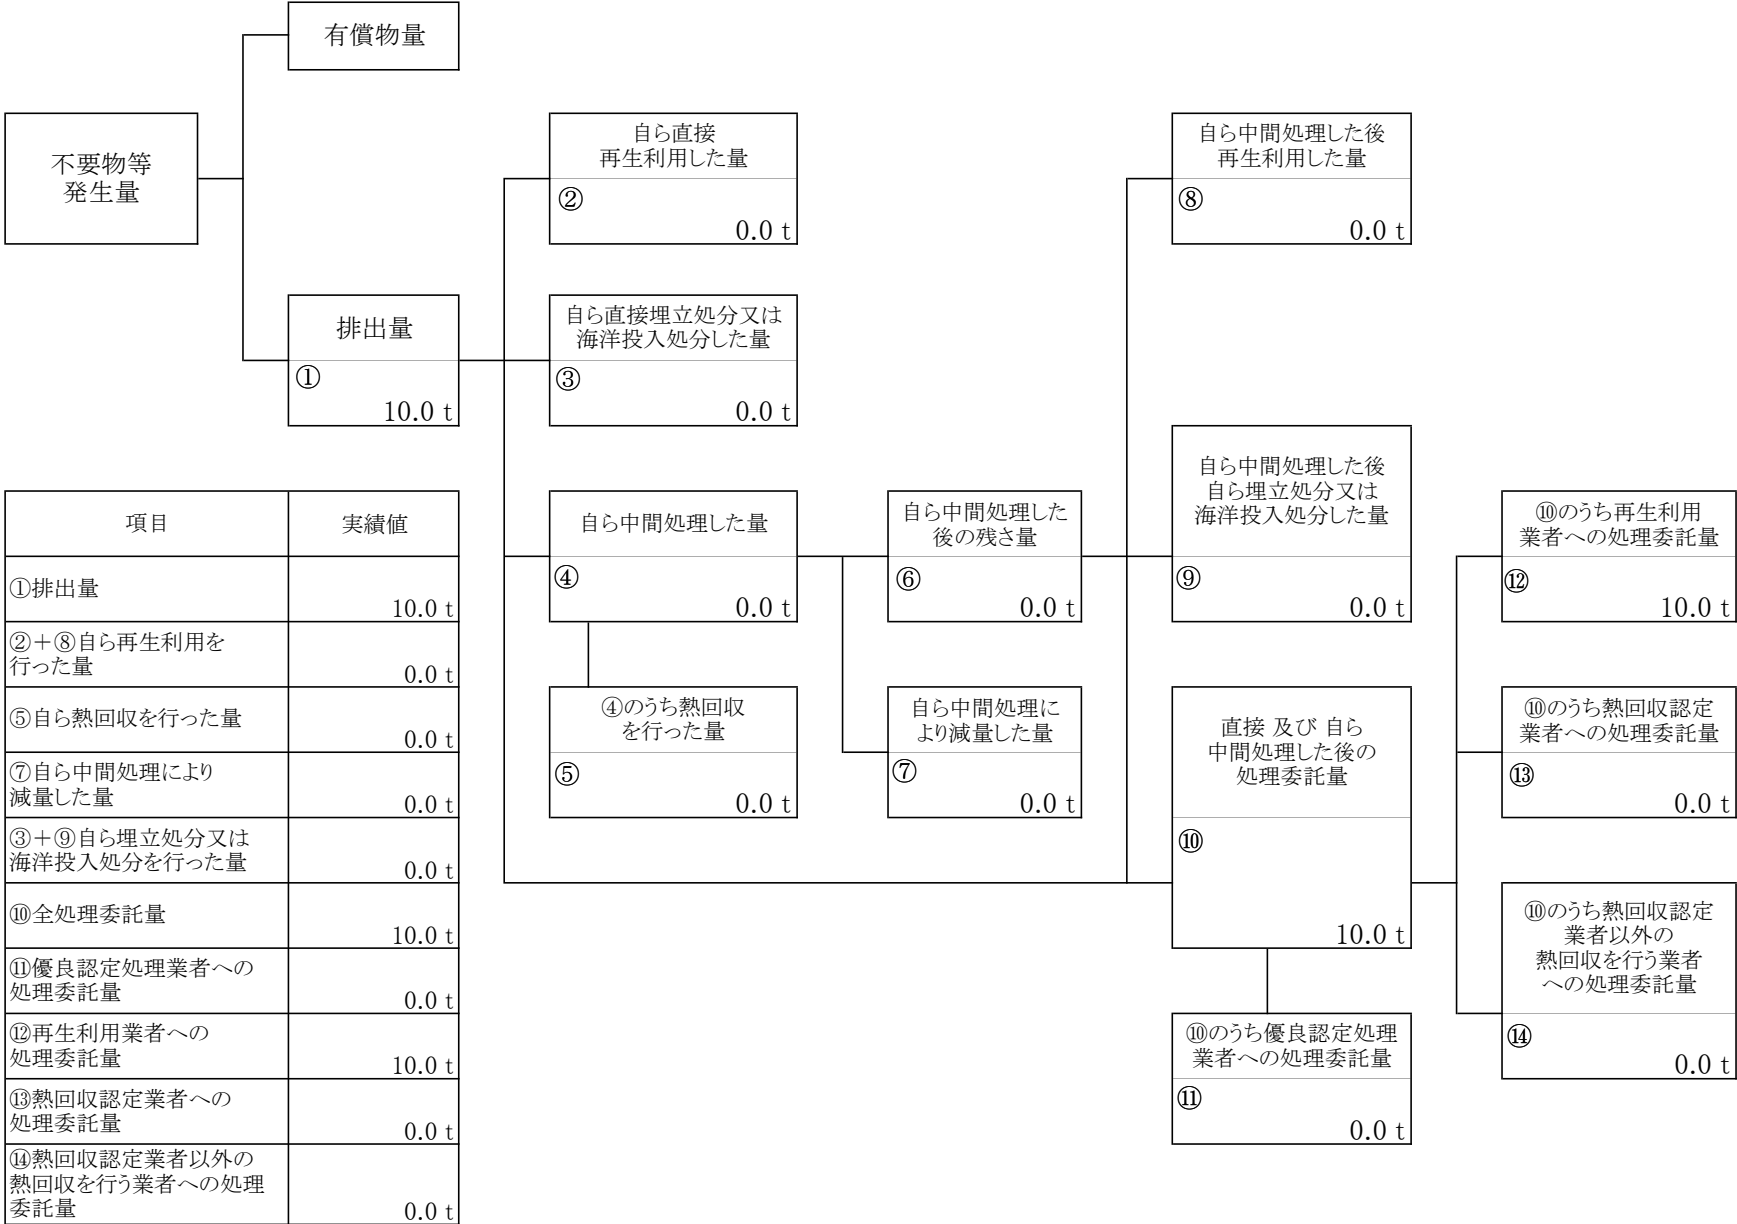 有償物量
不要物等
発生量
自ら直接
再生利用した量
②
0.0 t
自ら中間処理した後
再生利用した量
⑧
0.0 t
排出量
①
10.0 t
自ら直接埋立処分又は
海洋投入処分した量
③
0.0 t
自ら中間処理した量
④
0.0 t
自ら中間処理した
後の残さ量
⑥
0.0 t
自ら中間処理した後
自ら埋立処分又は
海洋投入処分した量
⑨
0.0 t
⑩のうち再生利用
業者への処理委託量
⑫
10.0 t
④のうち熱回収
を行った量
⑤
0.0 t
自ら中間処理に
より減量した量
⑦
0.0 t
直接 及び 自ら
中間処理した後の
処理委託量
⑩
10.0 t
⑩のうち熱回収認定
業者への処理委託量
⑬
0.0 t
⑩のうち熱回収認定
業者以外の
熱回収を行う業者
への処理委託量
⑭
0.0 t
⑩のうち優良認定処理
業者への処理委託量
⑪
0.0 t
項目 実績値
①排出量
10.0 t
②+⑧自ら再生利用を
行った量
0.0 t
⑤自ら熱回収を行った量
0.0 t
⑦自ら中間処理により
減量した量
0.0 t
③+⑨自ら埋立処分又は
海洋投入処分を行った量
0.0 t
⑩全処理委託量
10.0 t
⑪優良認定処理業者への
処理委託量
0.0 t
⑫再生利用業者への
処理委託量
10.0 t
⑬熱回収認定業者への
処理委託量
0.0 t
⑭熱回収認定業者以外の
熱回収を行う業者への処理
委託量
0.0 t